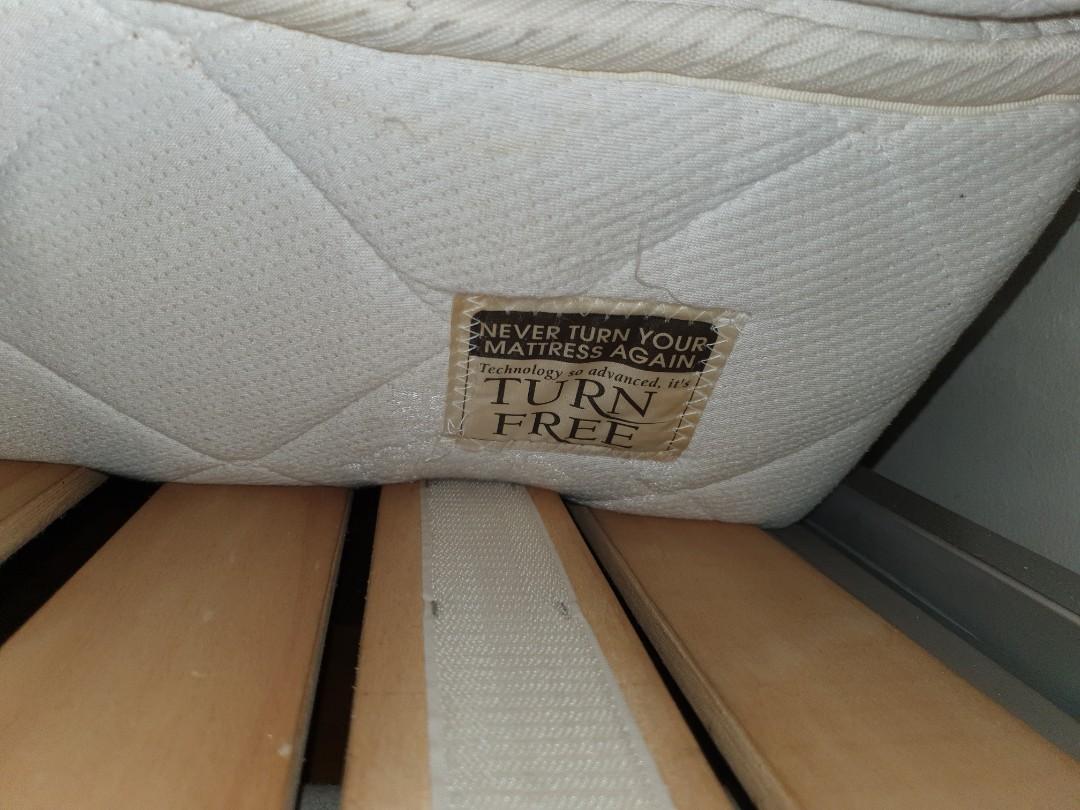 NEVER TURN YOUR
MATTRESS AGAIN
Technology so advanced, it's
TURN
FREE